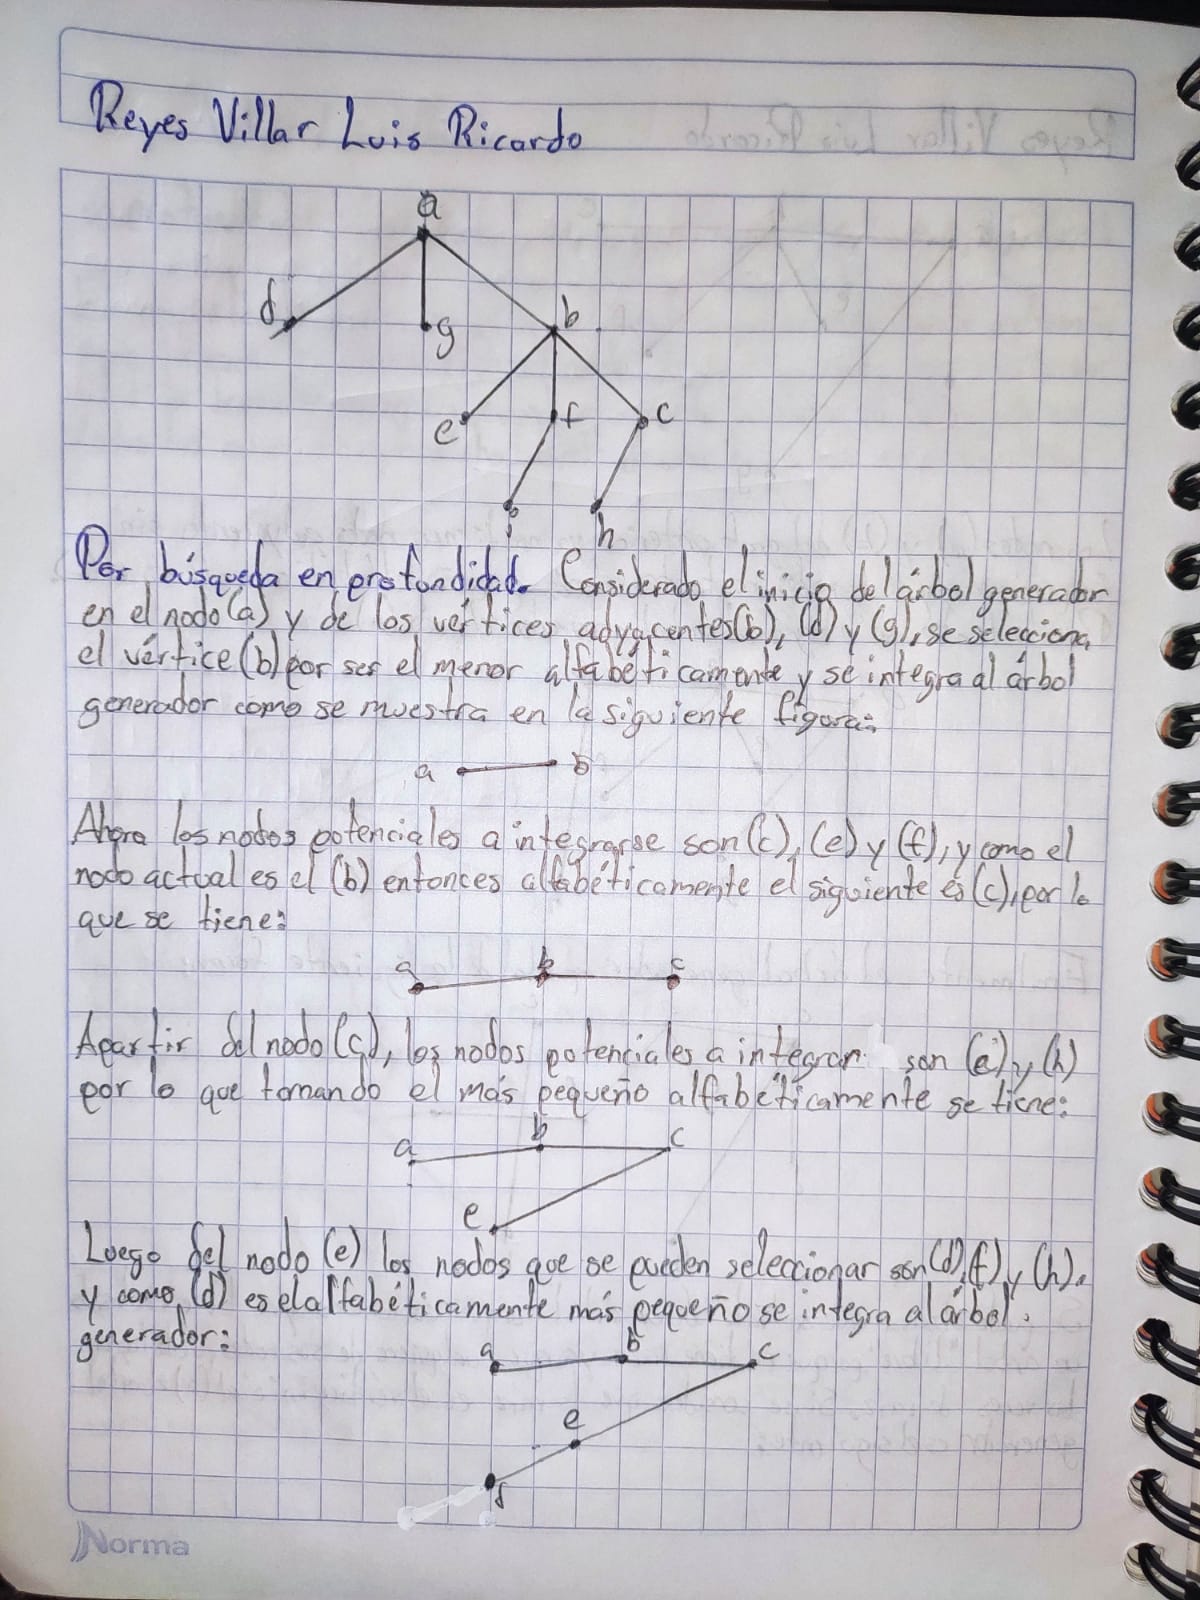 Reyes Villar Luis Ricardo
a
d
g
b
e
f
c
i
h
Por búsqueda en profundidad. Considerado el inicio del árbol generador
en el nodo (a) y de los vértices adyacentes (b), (d) y (g), se selecciona
el vértice (b) por ser el menor alfabéticamente y se integra al árbol
generador como se muestra en la siguiente figura:
a b
Ahora los nodos potenciales a integrarse son (c), (e) y (f), y como el
nodo actual es el (b) entonces alfabéticamente el siguiente es (c), por lo
que se tiene:
a b c
Apartir del nodo (c), los nodos potenciales a integrar son (e) y (h)
por lo que tomando el más pequeño alfabéticamente se tiene:
a b c
e
Luego del nodo (e) los nodos que se pueden seleccionar son (d), (f) y (h).
y como (d) es el alfabéticamente más pequeño se integra al árbol.
generador:
a b c
e
Norma